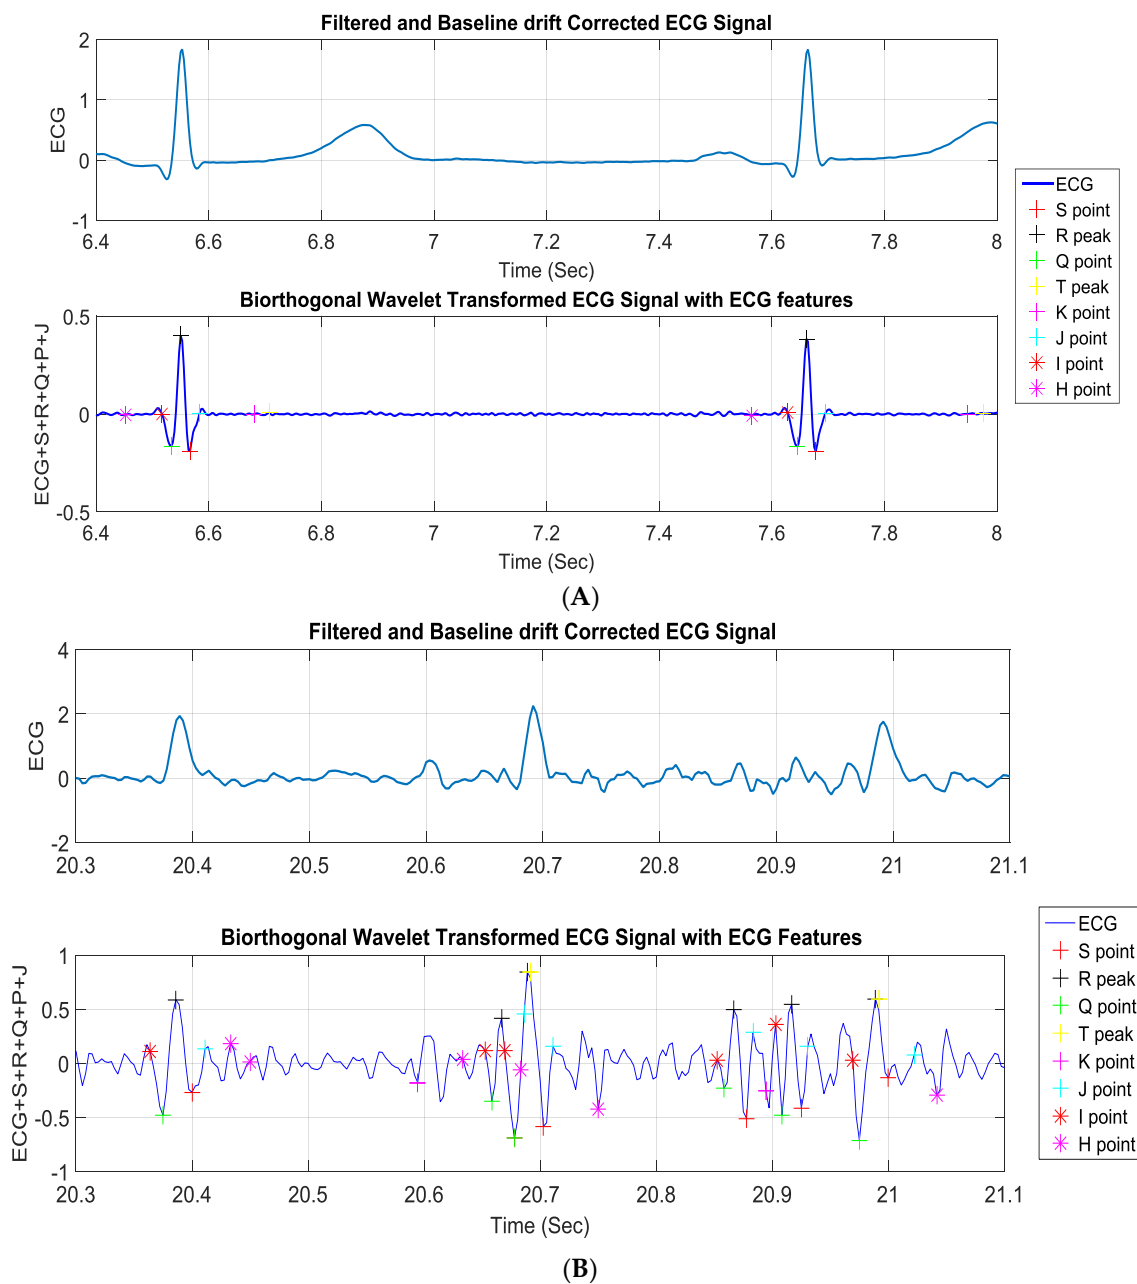 Filtered and Baseline drift Corrected ECG Signal
2
1
0
-1
ECG
6.4 6.6 6.8 7 7.2 7.4 7.6 7.8 8
Time (Sec)
ECG
S point
R peak
Q point
T peak
K point
J point
I point
H point
Biorthogonal Wavelet Transformed ECG Signal with ECG features
0.5
0
-0.5
ECG+S+R+Q+P+J
6.4 6.6 6.8 7 7.2 7.4 7.6 7.8 8
Time (Sec)
(A)
Filtered and Baseline drift Corrected ECG Signal
4
2
0
-2
ECG
20.3 20.4 20.5 20.6 20.7 20.8 20.9 21 21.1
Biorthogonal Wavelet Transformed ECG Signal with ECG Features
1
0.5
0
-0.5
-1
ECG+S+R+Q+P+J
20.3 20.4 20.5 20.6 20.7 20.8 20.9 21 21.1
Time (Sec)
ECG
S point
R peak
Q point
T peak
K point
J point
I point
H point
(B)